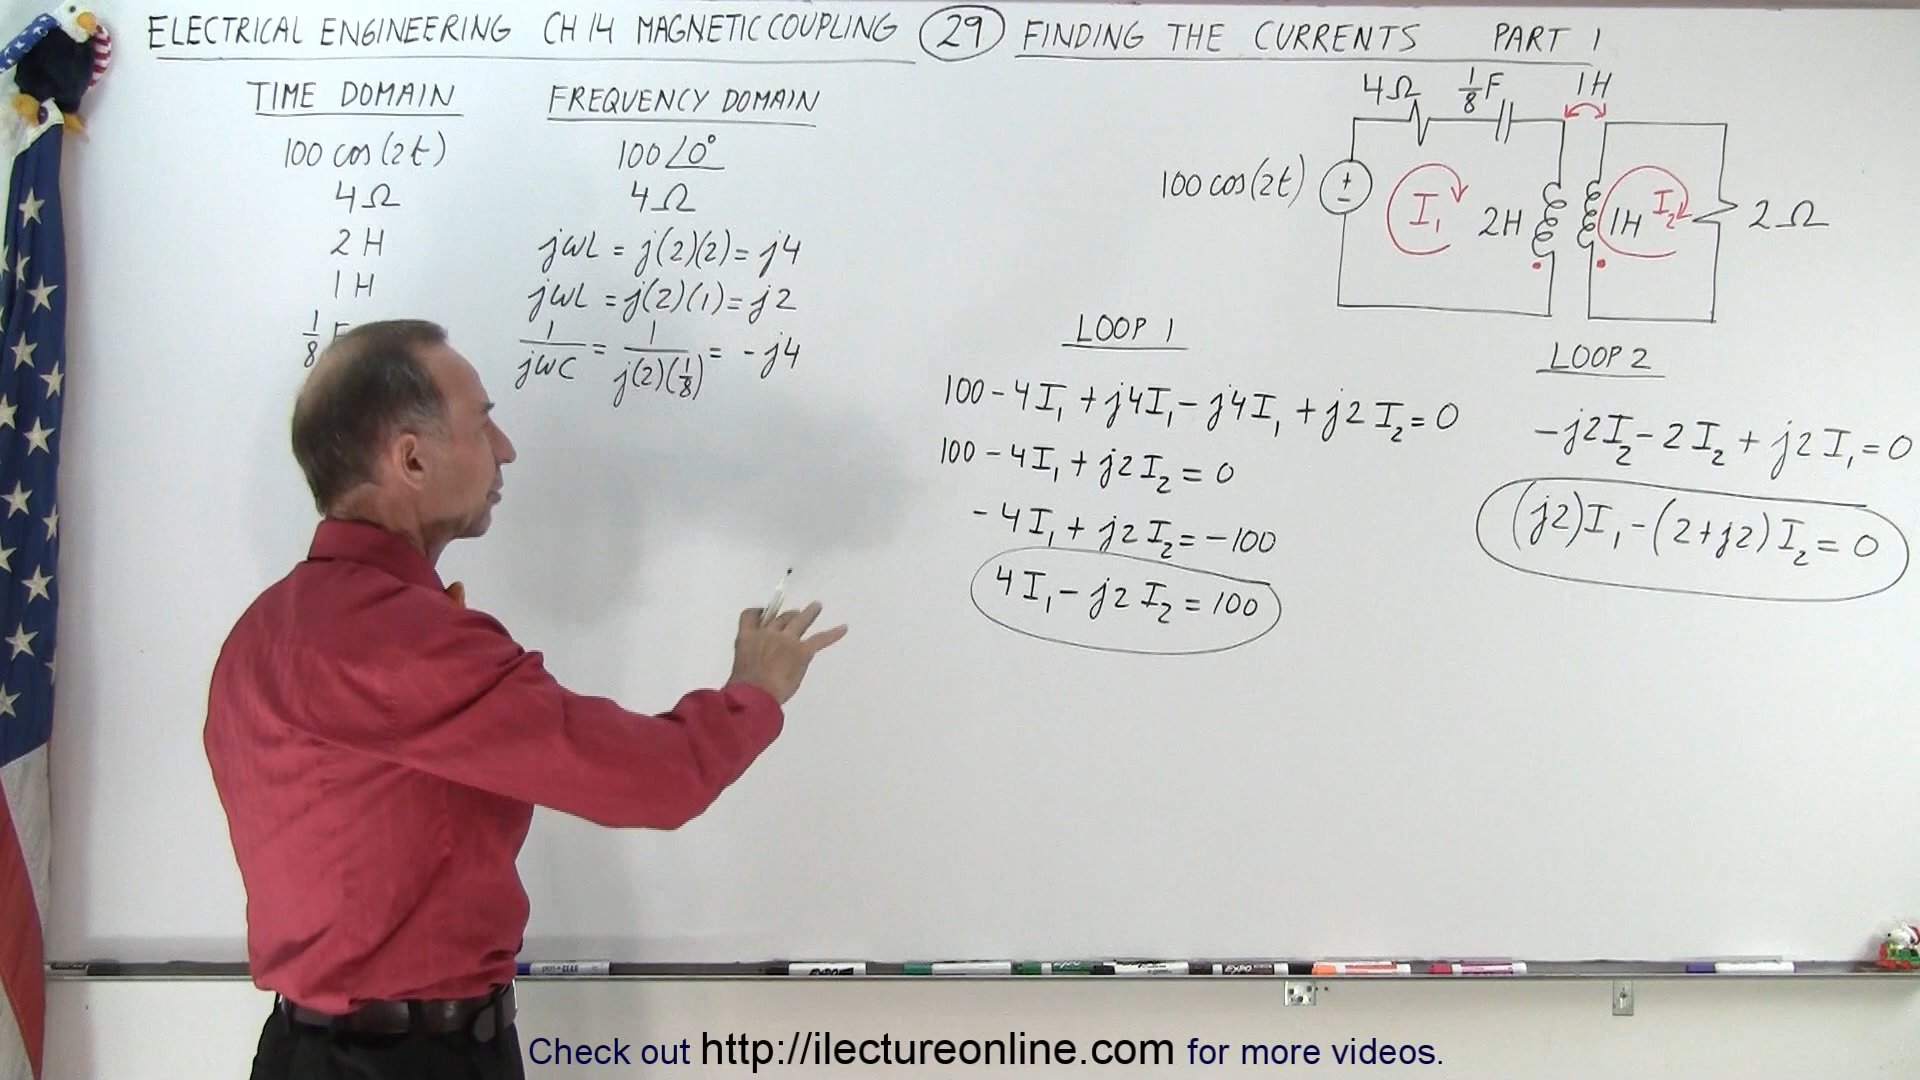 ELECTRICAL ENGINEERING CH 14 MAGNETIC COUPLING 29 FINDING THE CURRENTS PART 1
TIME DOMAIN
100 cos(2t)
4Ω
2 H
1 H
1/8 F
FREQUENCY DOMAIN
100∠0°
4Ω
jωL = j(2)(2) = j4
jωL = j(2)(1) = j2
1/jωC = 1/j(2)(1/8) = -j4
4Ω 1/8 F 1H
100 cos(2t) + - I₁ 2H 1H I₂ 2Ω
LOOP 1
100 - 4I₁ + j4I₁ - j4I₁ + j2I₂ = 0
100 - 4I₁ + j2I₂ = 0
-4I₁ + j2I₂ = -100
4I₁ - j2I₂ = 100
LOOP 2
-j2I₂ - 2I₂ + j2I₁ = 0
(j2)I₁ - (2+j2)I₂ = 0
EXPO
Check out http://ilectureonline.com for more videos.